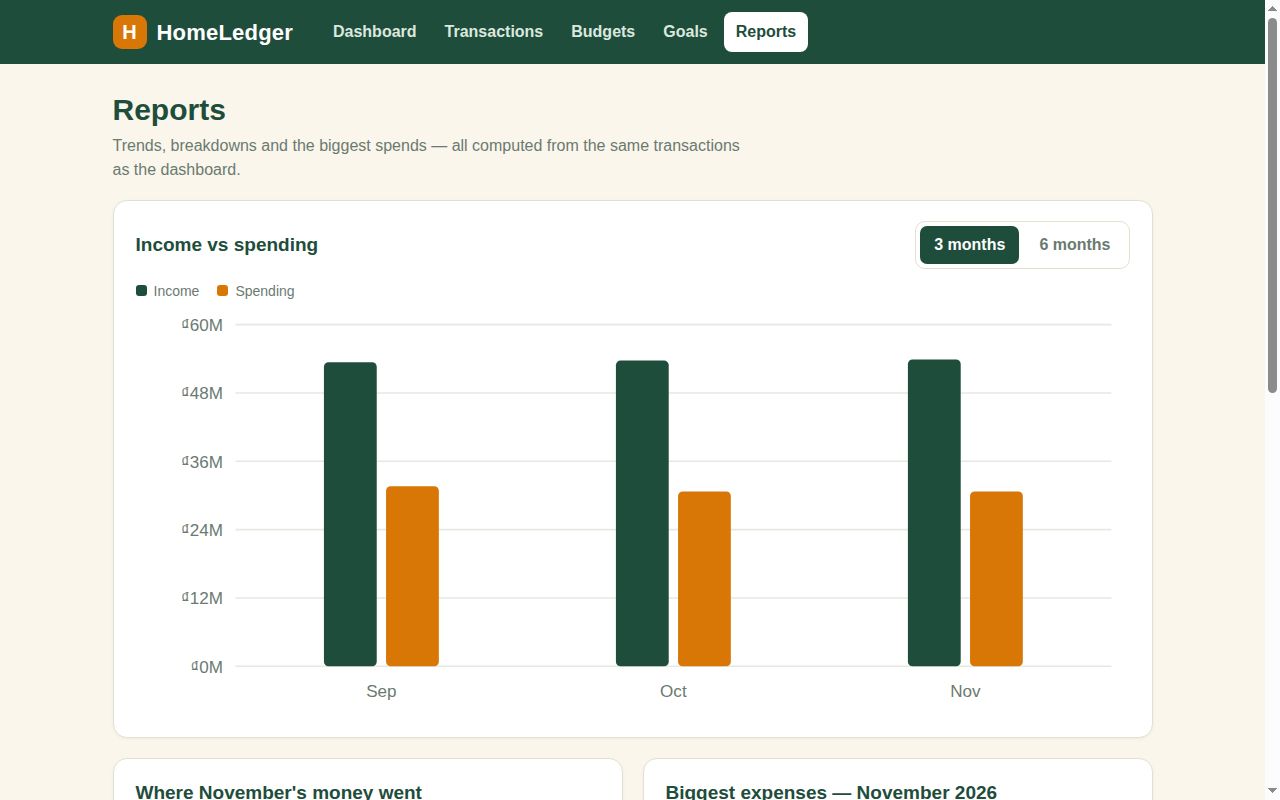 H HomeLedger Dashboard Transactions Budgets Goals Reports
Reports
Trends, breakdowns and the biggest spends — all computed from the same transactions
as the dashboard.
Income vs spending
3 months 6 months
Income Spending
₫60M
₫48M
₫36M
₫24M
₫12M
₫0M
Sep Oct Nov
Where November's money went
Biggest expenses — November 2026